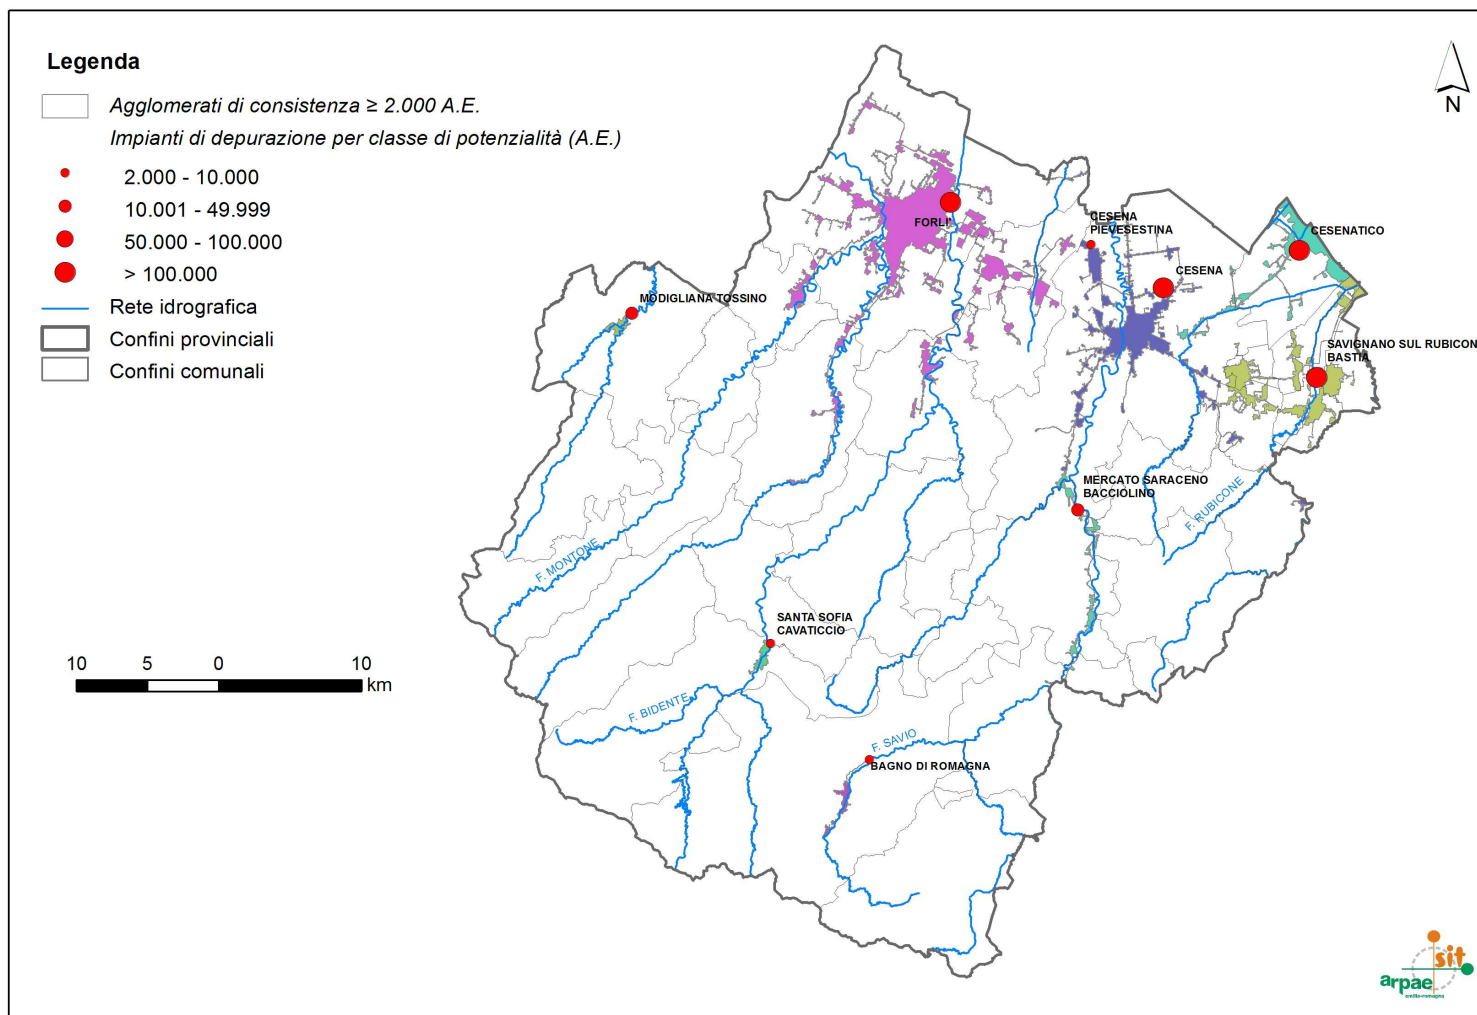 Legenda
Agglomerati di consistenza ≥ 2.000 A.E.
Impianti di depurazione per classe di potenzialità (A.E.)
2.000 - 10.000
10.001 - 49.999
50.000 - 100.000
> 100.000
Rete idrografica
Confini provinciali
Confini comunali
N
FORLI'
CESENA
PIEVESESTINA
CESENATICO
CESENA
MODIGLIANA TOSSINO
SAVIGNANO SUL RUBICON
BASTIA
MERCATO SARACENO
BACCIOLINO
F. RUBICONE
F. MONTONE
SANTA SOFIA
CAVATICCIO
F. BIDENTE
F. SAVIO
BAGNO DI ROMAGNA
10 5 0 10
km
sit
arpae
emilia-romagna